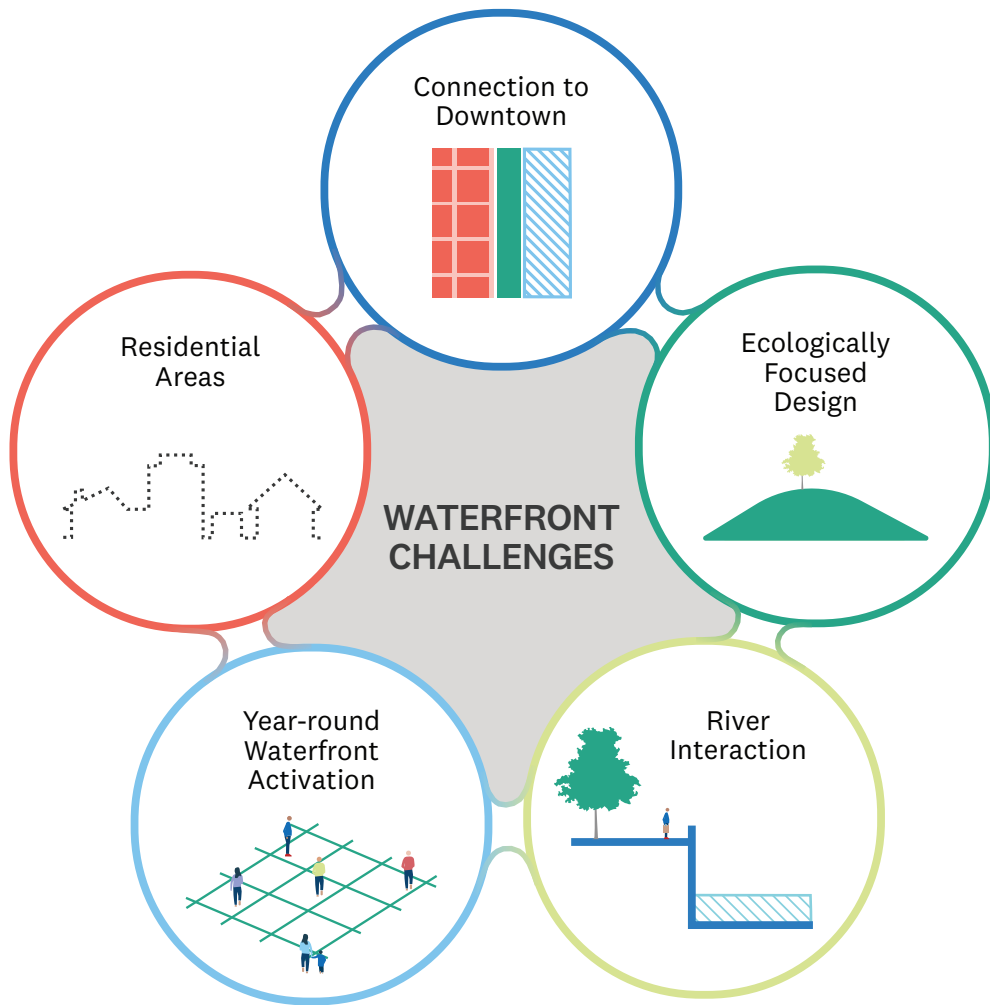 Connection to
Downtown
Residential
Areas
Ecologically
Focused
Design
WATERFRONT
CHALLENGES
Year-round
Waterfront
Activation
River
Interaction